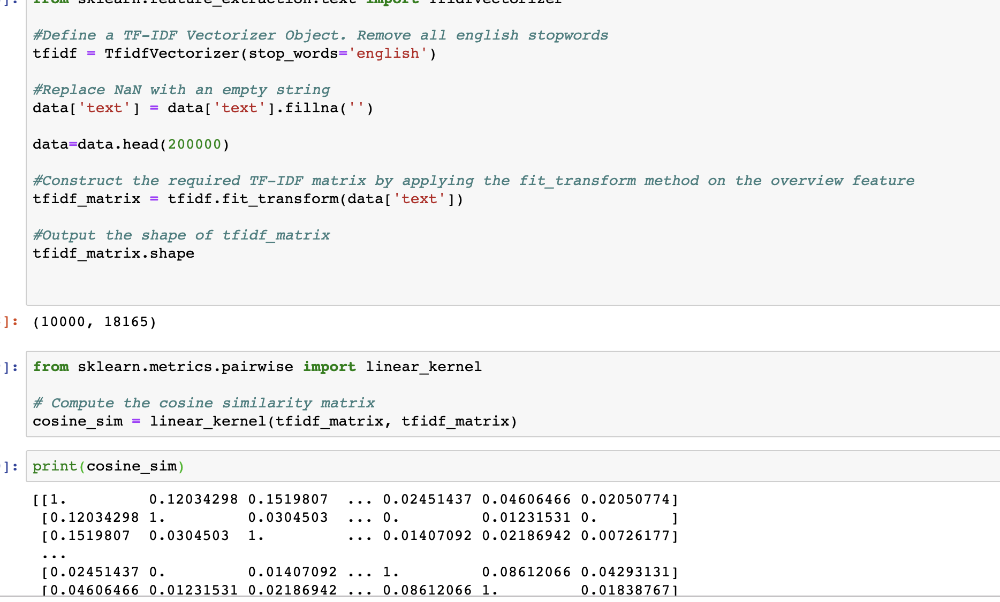 from sklearn.feature_extraction.text import TfidfVectorizer
#Define a TF-IDF Vectorizer Object. Remove all english stopwords
tfidf = TfidfVectorizer(stop_words='english')
#Replace NaN with an empty string
data['text'] = data['text'].fillna('')
data=data.head(200000)
#Construct the required TF-IDF matrix by applying the fit_transform method on the overview feature
tfidf_matrix = tfidf.fit_transform(data['text'])
#Output the shape of tfidf_matrix
tfidf_matrix.shape
]: (10000, 18165)
]: from sklearn.metrics.pairwise import linear_kernel
# Compute the cosine similarity matrix
cosine_sim = linear_kernel(tfidf_matrix, tfidf_matrix)
]: print(cosine_sim)
[[1. 0.12034298 0.1519807 ... 0.02451437 0.04606466 0.02050774]
[0.12034298 1. 0.0304503 ... 0. 0.01231531 0. ]
[0.1519807 0.0304503 1. ... 0.01407092 0.02186942 0.00726177]
...
[0.02451437 0. 0.01407092 ... 1. 0.08612066 0.04293131]
[0.04606466 0.01231531 0.02186942 ... 0.08612066 1. 0.01838767]